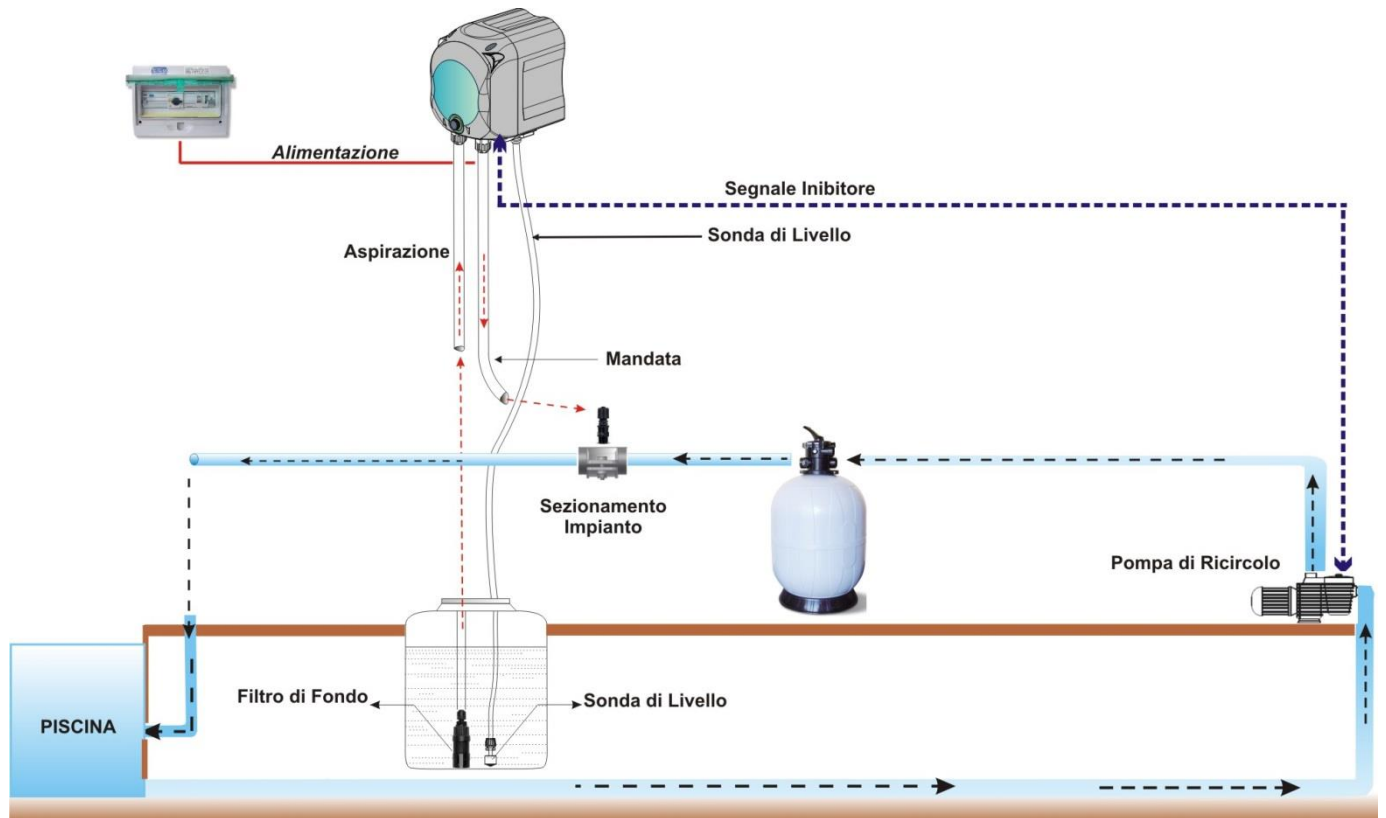 Alimentazione
Segnale Inibitore
Sonda di Livello
Aspirazione
Mandata
Sezionamento
Impianto
Pompa di Ricircolo
Filtro di Fondo
Sonda di Livello
PISCINA